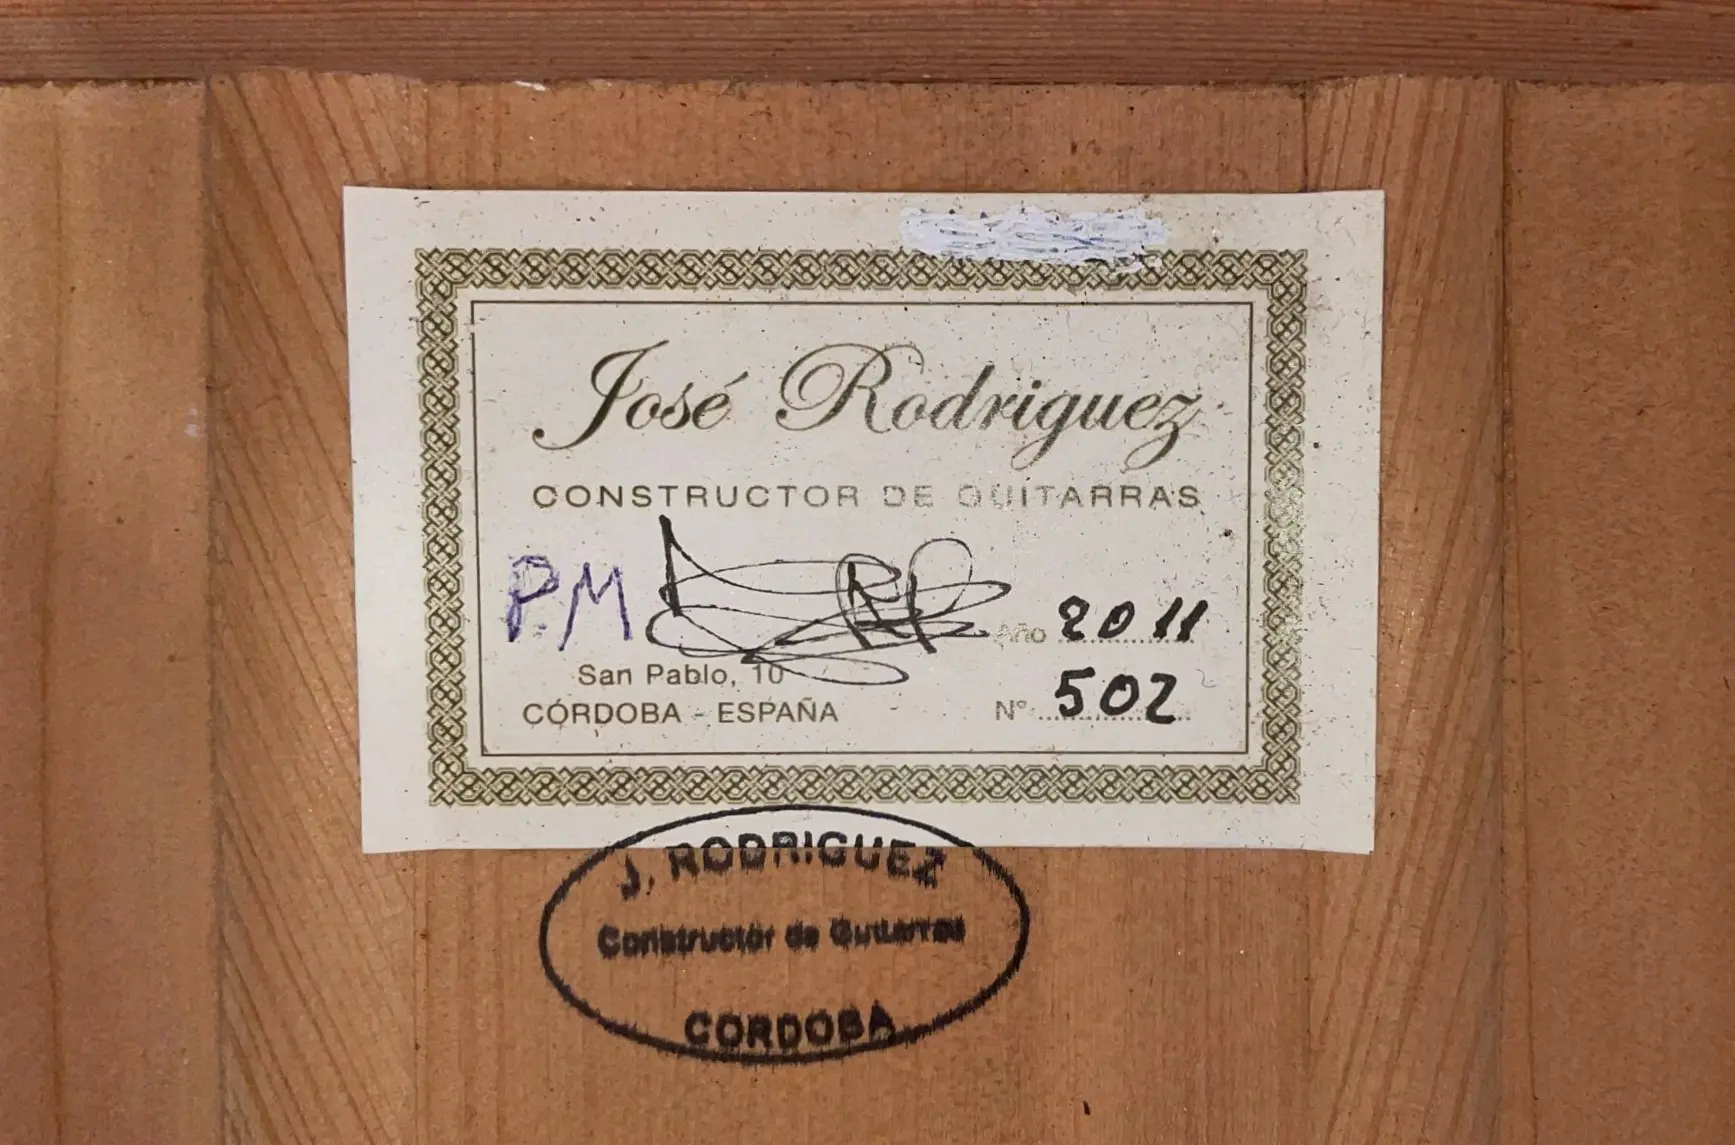 José Rodriguez
CONSTRUCTOR DE GUITARRAS
P.M
Año 2011
San Pablo, 10
CÓRDOBA - ESPAÑA
Nº 502
J. RODRIGUEZ
Constructor de Guitarras
CORDOBA